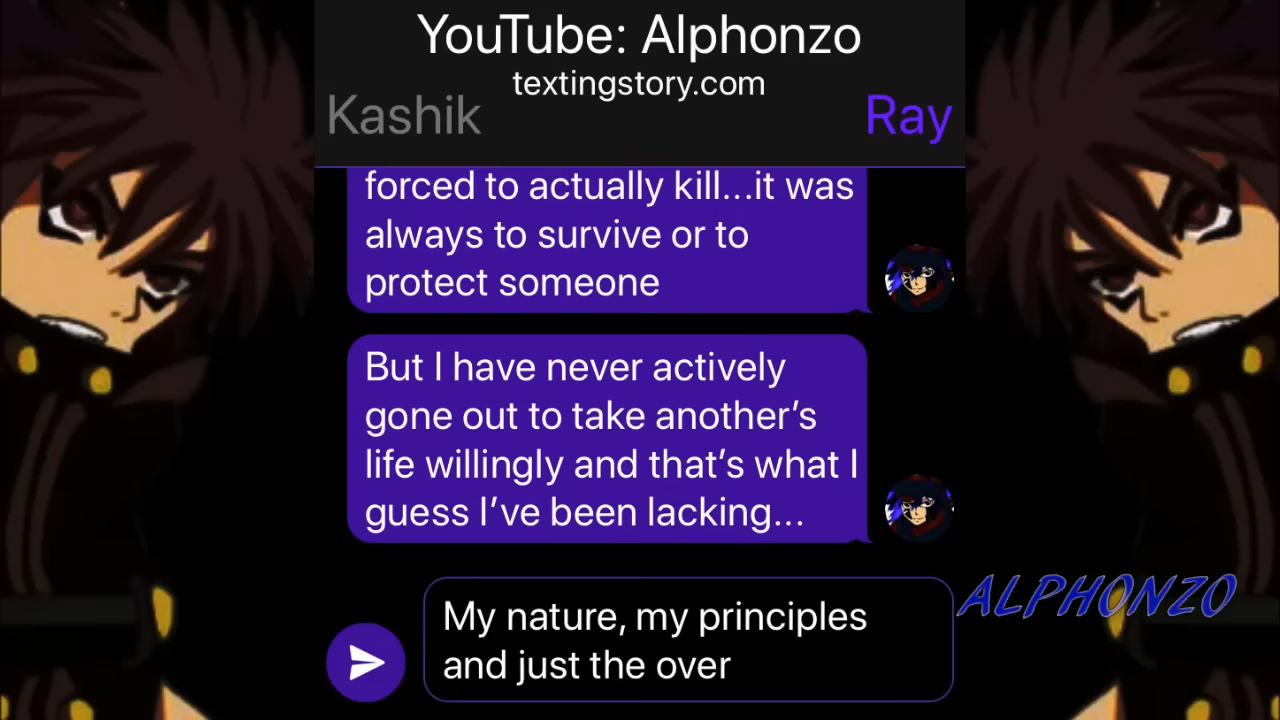 YouTube: Alphonzo
textingstory.com
Kashik
Ray
forced to actually kill...it was
always to survive or to
protect someone
But I have never actively
gone out to take another’s
life willingly and that’s what I
guess I’ve been lacking...
ALPHONZO
My nature, my principles
and just the over